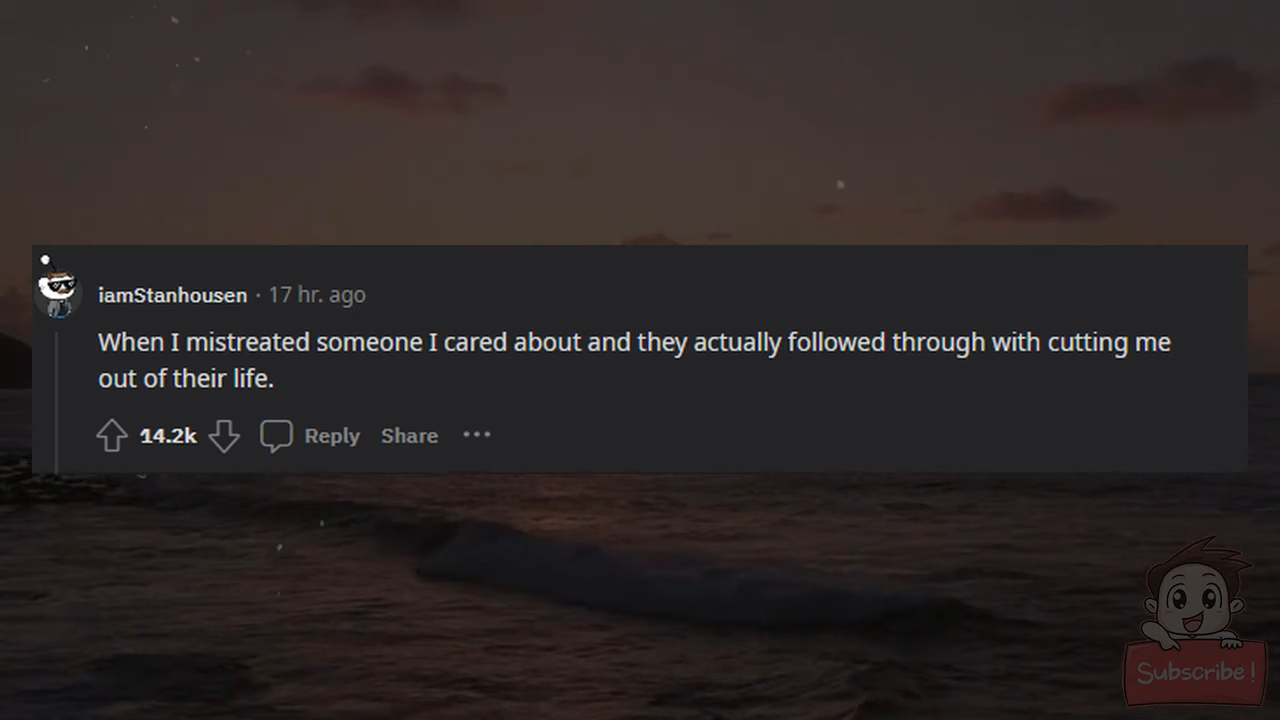 iamStanhousen · 17 hr. ago
When I mistreated someone I cared about and they actually followed through with cutting me
out of their life.
14.2k Reply Share ...
Subscribe!